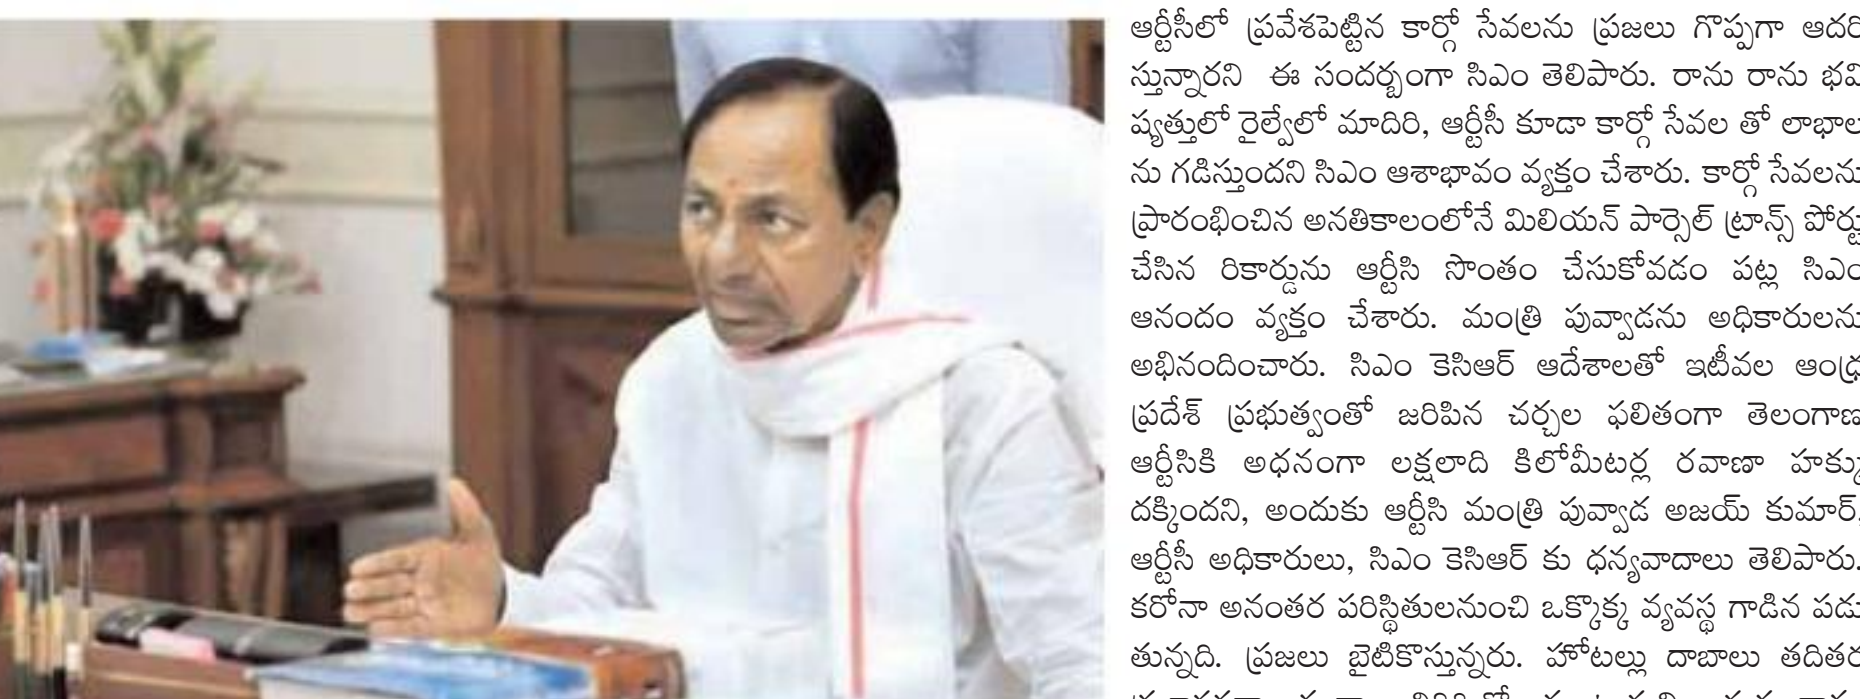 ఆర్టీసీలో ప్రవేశపెట్టిన కార్గో సేవలను ప్రజలు గొప్పగా ఆదరి
స్తున్నారని ఈ సందర్భంగా సిఎం తెలిపారు. రాను రాను భవి
ష్యత్తులో రైల్వేలో మాదిరి, ఆర్టీసీ కూడా కార్గో సేవల తో లాభాల
ను గడిస్తుందని సిఎం ఆశాభావం వ్యక్తం చేశారు. కార్గో సేవలను
ప్రారంభించిన అనతికాలంలోనే మిలియన్ పార్సెల్ ట్రాన్స్ పోర్టు
చేసిన రికార్డును ఆర్టీసి సొంతం చేసుకోవడం పట్ల సిఎం
ఆనందం వ్యక్తం చేశారు. మంత్రి పువ్వాడను అధికారులను
అభినందించారు. సిఎం కెసిఆర్ ఆదేశాలతో ఇటీవల ఆంధ్ర
ప్రదేశ్ ప్రభుత్వంతో జరిపిన చర్చల ఫలితంగా తెలంగాణ
ఆర్టీసికి అధనంగా లక్షలాది కిలోమీటర్ల రవాణా హక్కు
దక్కిందని, అందుకు ఆర్టీసి మంత్రి పువ్వాడ అజయ్ కుమార్,
ఆర్టీసీ అధికారులు, సిఎం కెసిఆర్ కు ధన్యవాదాలు తెలిపారు.
కరోనా అనంతర పరిస్థితులనుంచి ఒక్కొక్క వ్యవస్థ గాడిన పడు
తున్నది. ప్రజలు బైటికొస్తున్నరు. హోటల్లు దాబాలు తదితర